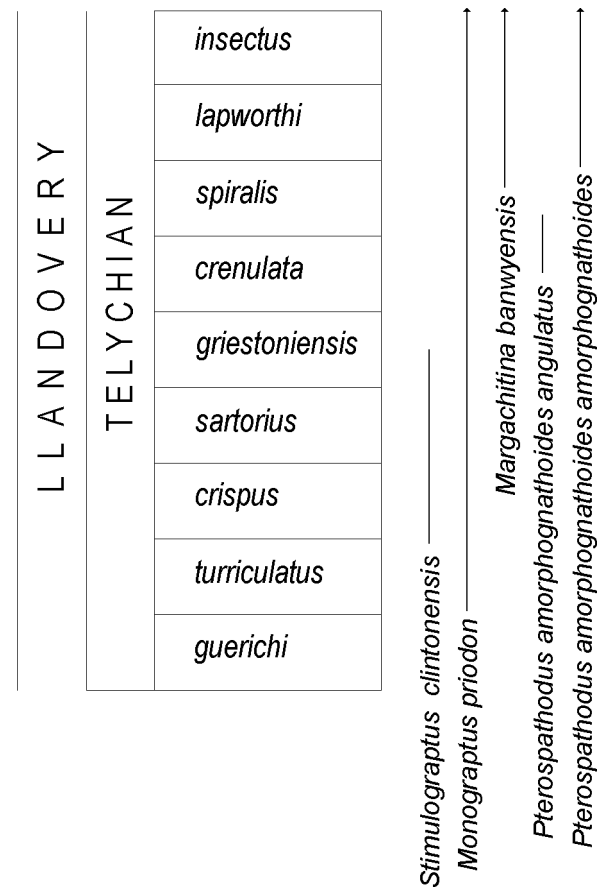 LLANDOVERY
TELYCHIAN
insectus
lapworthi
spiralis
crenulata
griestoniensis
sartorius
crispus
turriculatus
guerichi
Stimulograptus clintonensis
Monograptus priodon
Margachitina banwyensis
Pterospathodus amorphognathoides angulatus
Pterospathodus amorphognathoides amorphognathoides